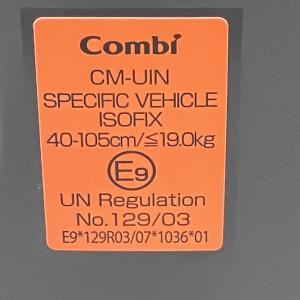 Combi
CM-UIN
SPECIFIC VEHICLE
ISOFIX
40-105cm/≦19.0kg
E9
UN Regulation
No.129/03
E9*129R03/07*1036*01